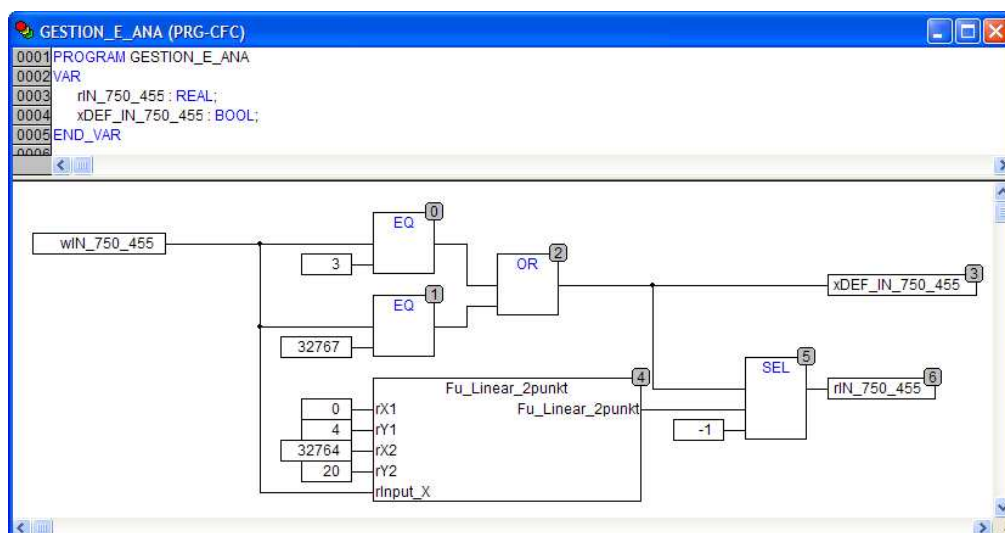 GESTION_E_ANA (PRG-CFC)
0001 PROGRAM GESTION_E_ANA
0002 VAR
0003 rIN_750_455 : REAL;
0004 xDEF_IN_750_455 : BOOL;
0005 END_VAR
0006
0
EQ
wIN_750_455
3
2
OR
1
EQ
3
xDEF_IN_750_455
32767
5
SEL
4
Fu_Linear_2punkt
6
rIN_750_455
Fu_Linear_2punkt
0 rX1
4 rY1
-1
32764 rX2
20 rY2
rInput_X